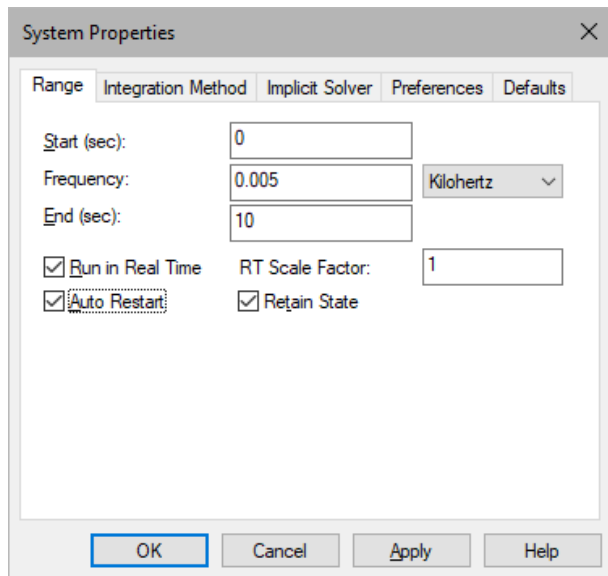 System Properties
Range Integration Method Implicit Solver Preferences Defaults
Start (sec): 0
Frequency: 0.005 Kilohertz
End (sec): 10
Run in Real Time RT Scale Factor: 1
Auto Restart Retain State
OK Cancel Apply Help